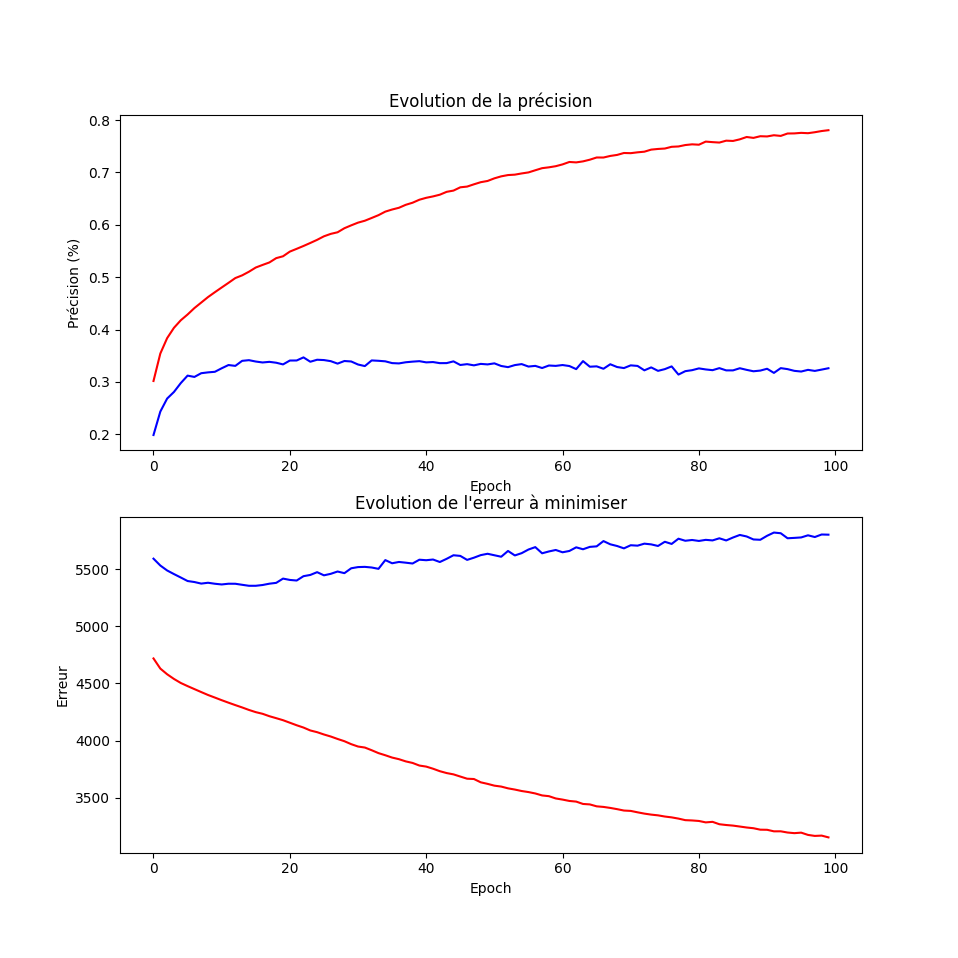 Evolution de la précision
0.8
0.7
0.6
0.5
0.4
0.3
0.2
Précision (%)
0 20 40 60 80 100
Epoch
Evolution de l'erreur à minimiser
5500
5000
4500
4000
3500
Erreur
0 20 40 60 80 100
Epoch